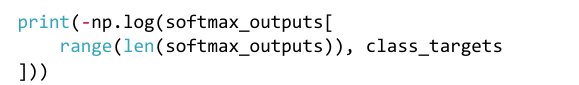 print(-np.log(softmax_outputs[
    range(len(softmax_outputs)), class_targets
]))